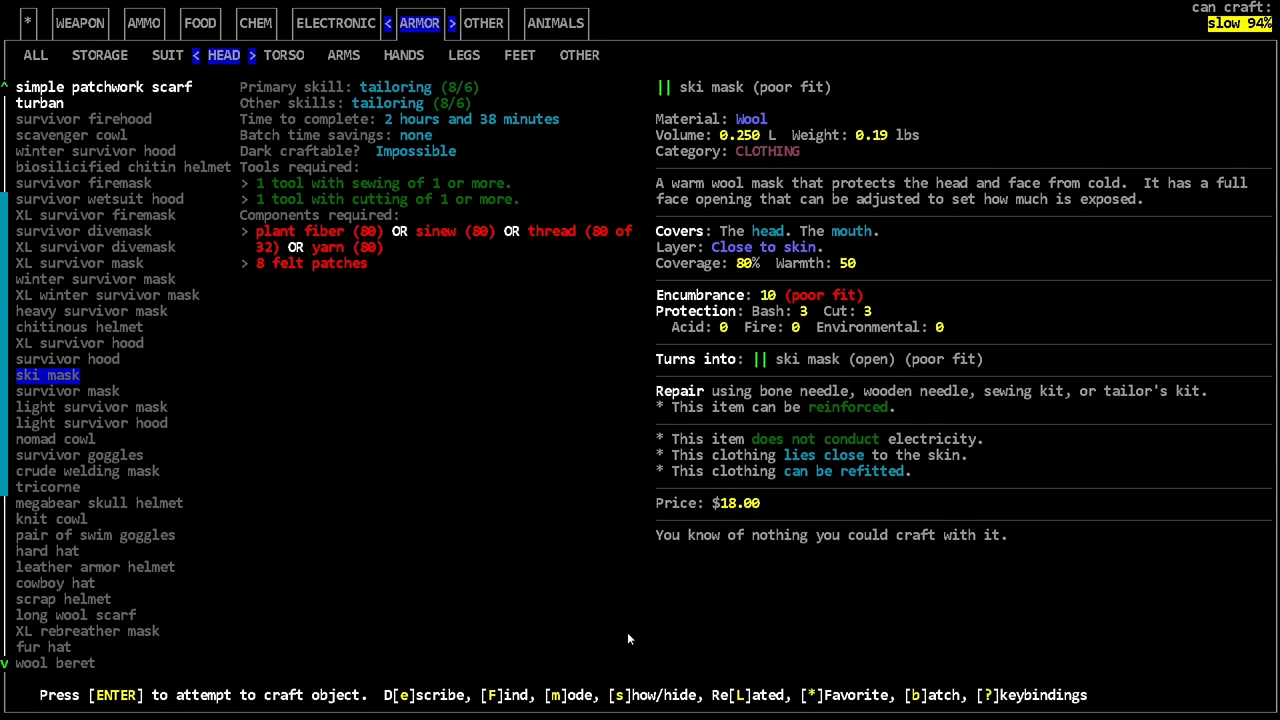 can craft:
* WEAPON AMMO FOOD CHEM ELECTRONIC < ARMOR > OTHER ANIMALS
slow 94%
ALL STORAGE SUIT < HEAD > TORSO ARMS HANDS LEGS FEET OTHER
^ simple patchwork scarf
turban
survivor firehood
scavenger cowl
winter survivor hood
biosilicified chitin helmet
survivor firemask
survivor wetsuit hood
XL survivor firemask
survivor divemask
XL survivor divemask
XL survivor mask
winter survivor mask
XL winter survivor mask
heavy survivor mask
chitinous helmet
XL survivor hood
survivor hood
ski mask
survivor mask
light survivor mask
light survivor hood
nomad cowl
survivor goggles
crude welding mask
tricorne
megabear skull helmet
knit cowl
pair of swim goggles
hard hat
leather armor helmet
cowboy hat
scrap helmet
long wool scarf
XL rebreather mask
fur hat
v wool beret
Primary skill: tailoring (8/6)
Other skills: tailoring (8/6)
Time to complete: 2 hours and 38 minutes
Batch time savings: none
Dark craftable? Impossible
Tools required:
> 1 tool with sewing of 1 or more.
> 1 tool with cutting of 1 or more.
Components required:
> plant fiber (80) OR sinew (80) OR thread (80 of
32) OR yarn (80)
> 8 felt patches
|| ski mask (poor fit)
Material: Wool
Volume: 0.250 L Weight: 0.19 lbs
Category: CLOTHING
A warm wool mask that protects the head and face from cold. It has a full
face opening that can be adjusted to set how much is exposed.
Covers: The head. The mouth.
Layer: Close to skin.
Coverage: 80% Warmth: 50
Encumbrance: 10 (poor fit)
Protection: Bash: 3 Cut: 3
Acid: 0 Fire: 0 Environmental: 0
Turns into: || ski mask (open) (poor fit)
Repair using bone needle, wooden needle, sewing kit, or tailor's kit.
* This item can be reinforced.
* This item does not conduct electricity.
* This clothing lies close to the skin.
* This clothing can be refitted.
Price: $18.00
You know of nothing you could craft with it.
Press [ENTER] to attempt to craft object. D[e]scribe, [F]ind, [m]ode, [s]how/hide, Re[L]ated, [*]Favorite, [b]atch, [?]keybindings